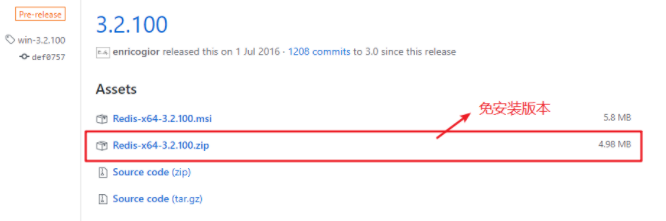 Pre-release
win-3.2.100
def0757
3.2.100
enricogior released this on 1 Jul 2016 · 1208 commits to 3.0 since this release
Assets
Redis-x64-3.2.100.msi 5.8 MB
免安装版本
Redis-x64-3.2.100.zip 4.98 MB
Source code (zip)
Source code (tar.gz)